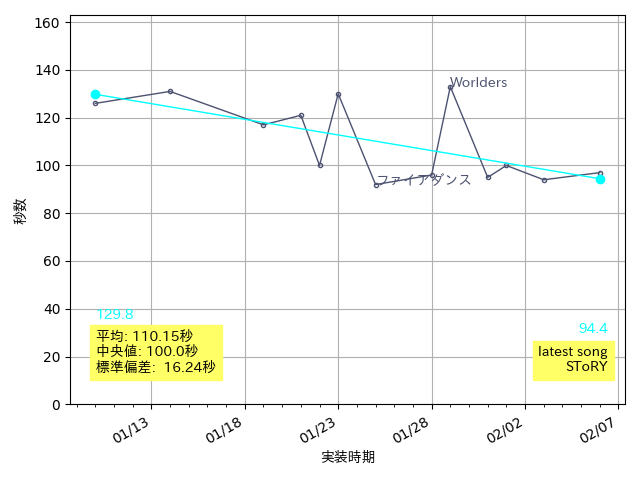 160
140
120
100
80
60
40
20
0
秒数
Worlders
ファイアダンス
129.8
平均: 110.15秒
中央値: 100.0秒
標準偏差: 16.24秒
94.4
latest song
SToRY
01/13
01/18
01/23
01/28
02/02
02/07
実装時期